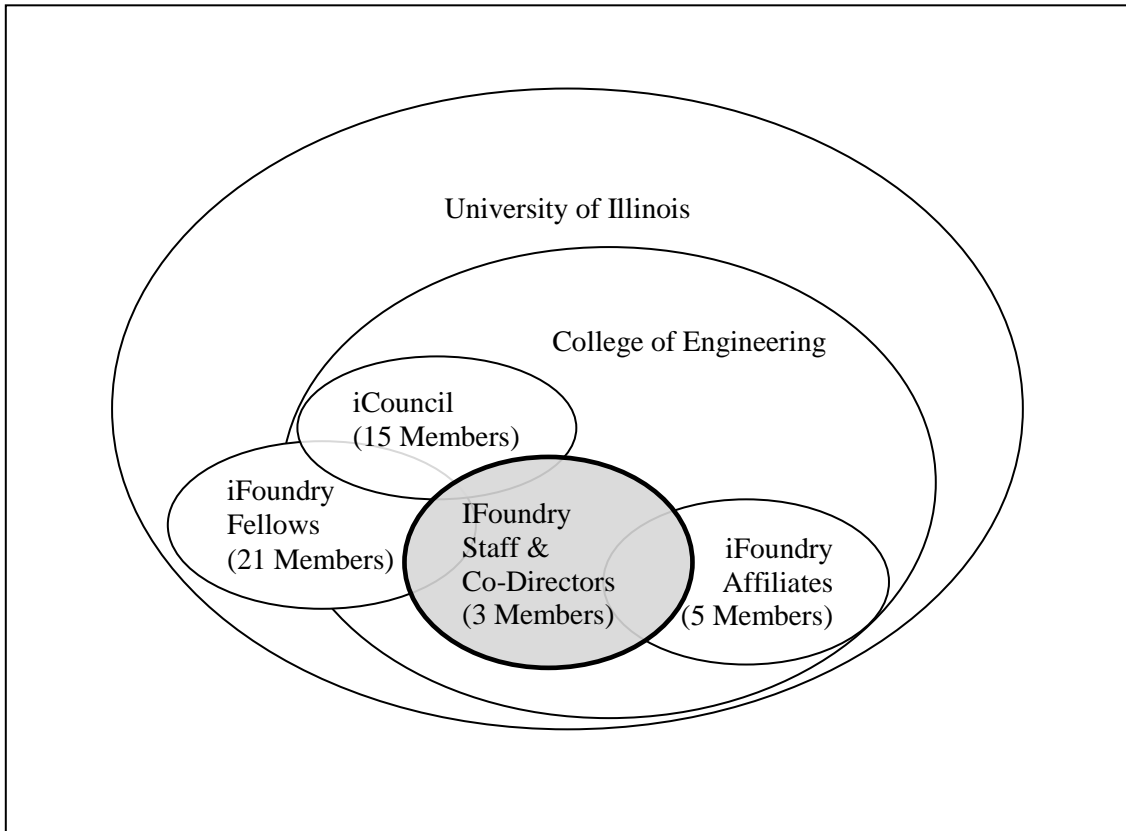 University of Illinois
College of Engineering
iCouncil
(15 Members)
iFoundry
Fellows
(21 Members)
IFoundry
Staff &
Co-Directors
(3 Members)
iFoundry
Affiliates
(5 Members)